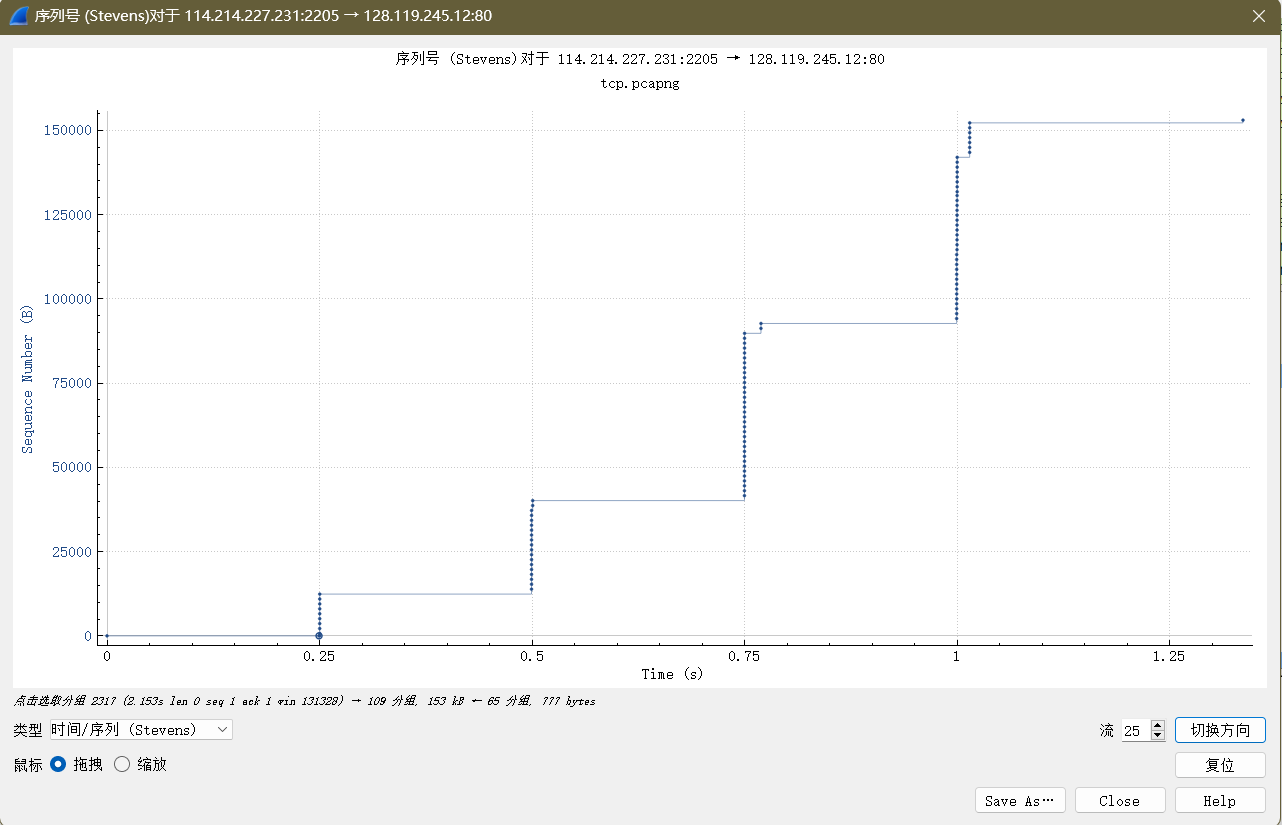 序列号 (Stevens)对于 114.214.227.231:2205 → 128.119.245.12:80
序列号 (Stevens)对于 114.214.227.231:2205 → 128.119.245.12:80
tcp.pcapng
Sequence Number (B)
150000
125000
100000
75000
50000
25000
0
0 0.25 0.5 0.75 1 1.25
Time (s)
点击选取分组 2317 (2.153s len 0 seq 1 ack 1 win 131328) → 109 分组, 153 kB ← 65 分组, 777 bytes
类型 时间/序列 (Stevens) 流 25 切换方向
鼠标 拖拽 缩放 复位
Save As… Close Help